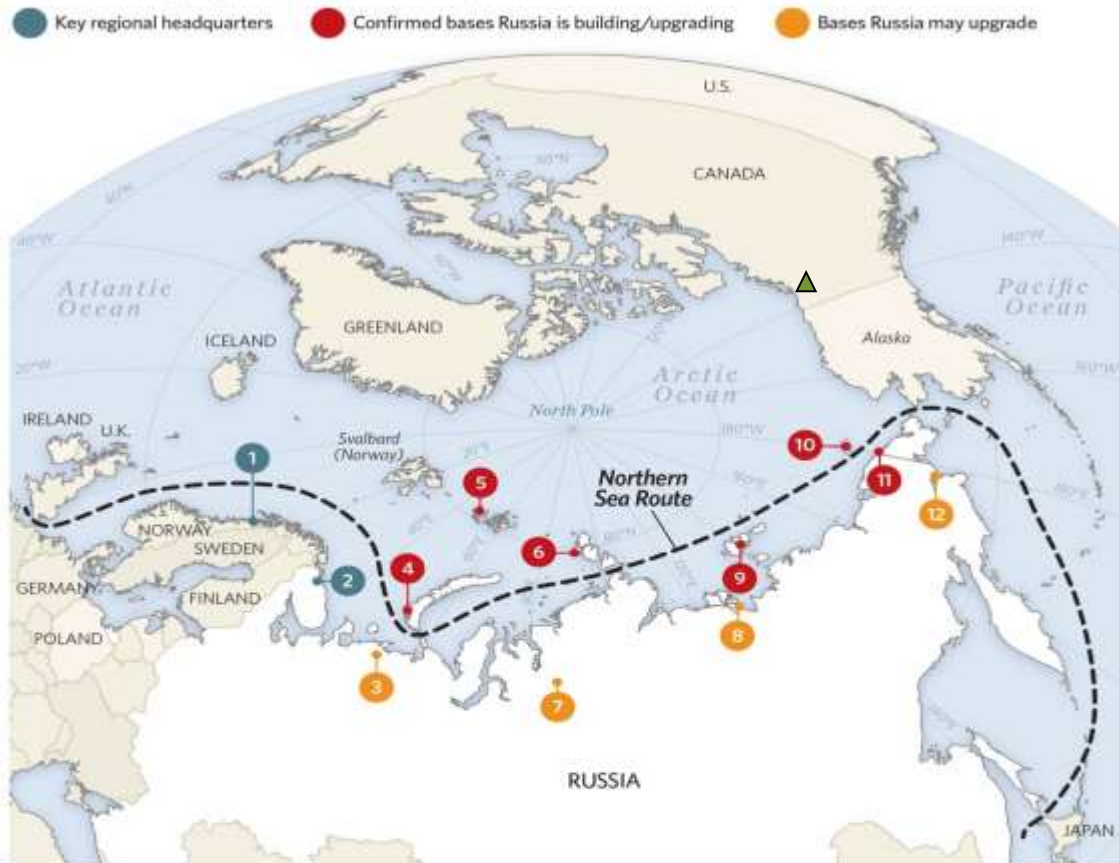 Key regional headquarters
Confirmed bases Russia is building/upgrading
Bases Russia may upgrade
U.S.
CANADA
Atlantic
Ocean
GREENLAND
ICELAND
Alaska
Pacific
Ocean
Arctic
Ocean
North Pole
IRELAND
U.K.
Svalbard
(Norway)
180°W
160°W
Northern
Sea Route
NORWAY
SWEDEN
FINLAND
GERMANY
POLAND
RUSSIA
JAPAN
1
2
3
4
5
6
7
8
9
10
11
12